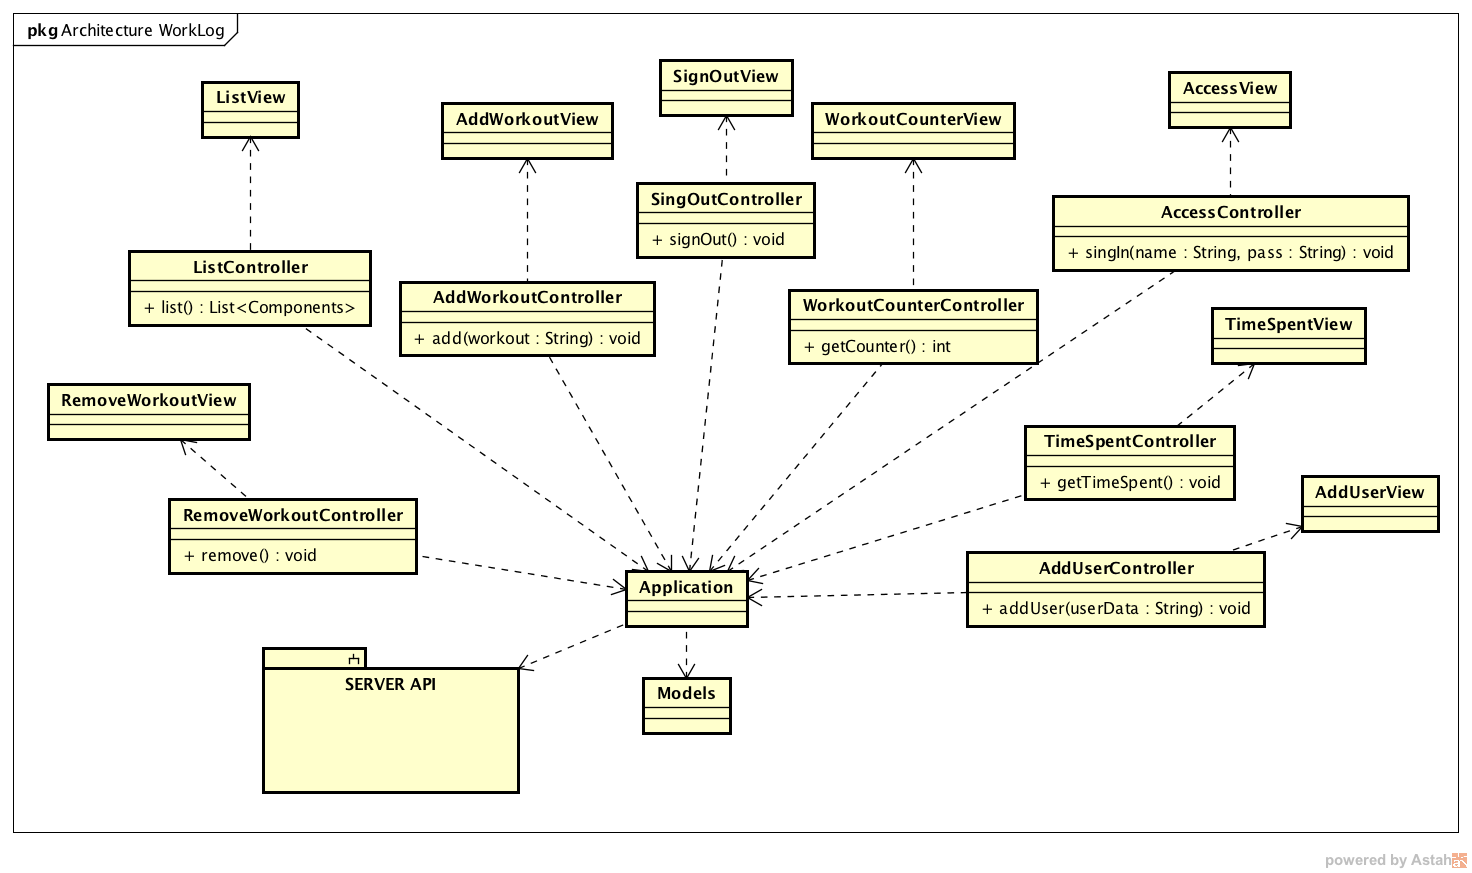 pkg Architecture WorkLog
SignOutView
AccessView
ListView
AddWorkoutView
WorkoutCounterView
SingOutController
+ signOut() : void
AccessController
+ singIn(name : String, pass : String) : void
ListController
+ list() : List<Components>
AddWorkoutController
+ add(workout : String) : void
WorkoutCounterController
+ getCounter() : int
TimeSpentView
RemoveWorkoutView
TimeSpentController
+ getTimeSpent() : void
AddUserView
RemoveWorkoutController
+ remove() : void
AddUserController
+ addUser(userData : String) : void
Application
SERVER API
Models
powered by Astah